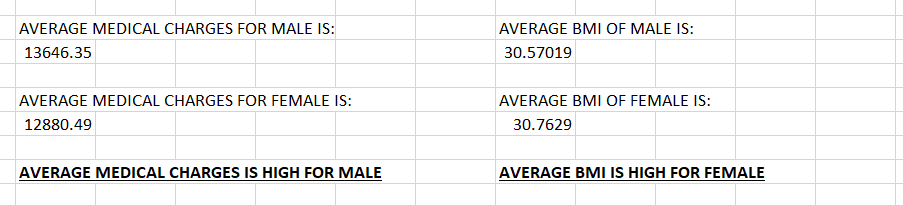 AVERAGE MEDICAL CHARGES FOR MALE IS:
13646.35
AVERAGE MEDICAL CHARGES FOR FEMALE IS:
12880.49
AVERAGE MEDICAL CHARGES IS HIGH FOR MALE
AVERAGE BMI OF MALE IS:
30.57019
AVERAGE BMI OF FEMALE IS:
30.7629
AVERAGE BMI IS HIGH FOR FEMALE